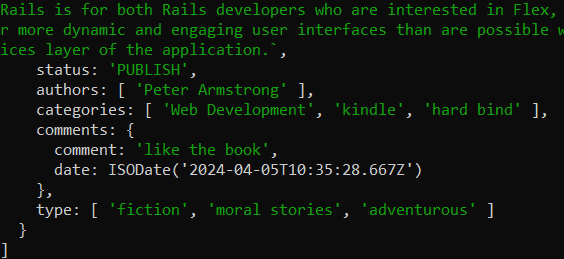 Rails is for both Rails developers who are interested in Flex,
r more dynamic and engaging user interfaces than are possible w
ices layer of the application.`,
status: 'PUBLISH',
authors: [ 'Peter Armstrong' ],
categories: [ 'Web Development', 'kindle', 'hard bind' ],
comments: {
comment: 'like the book',
date: ISODate('2024-04-05T10:35:28.667Z')
},
type: [ 'fiction', 'moral stories', 'adventurous' ]
}
]